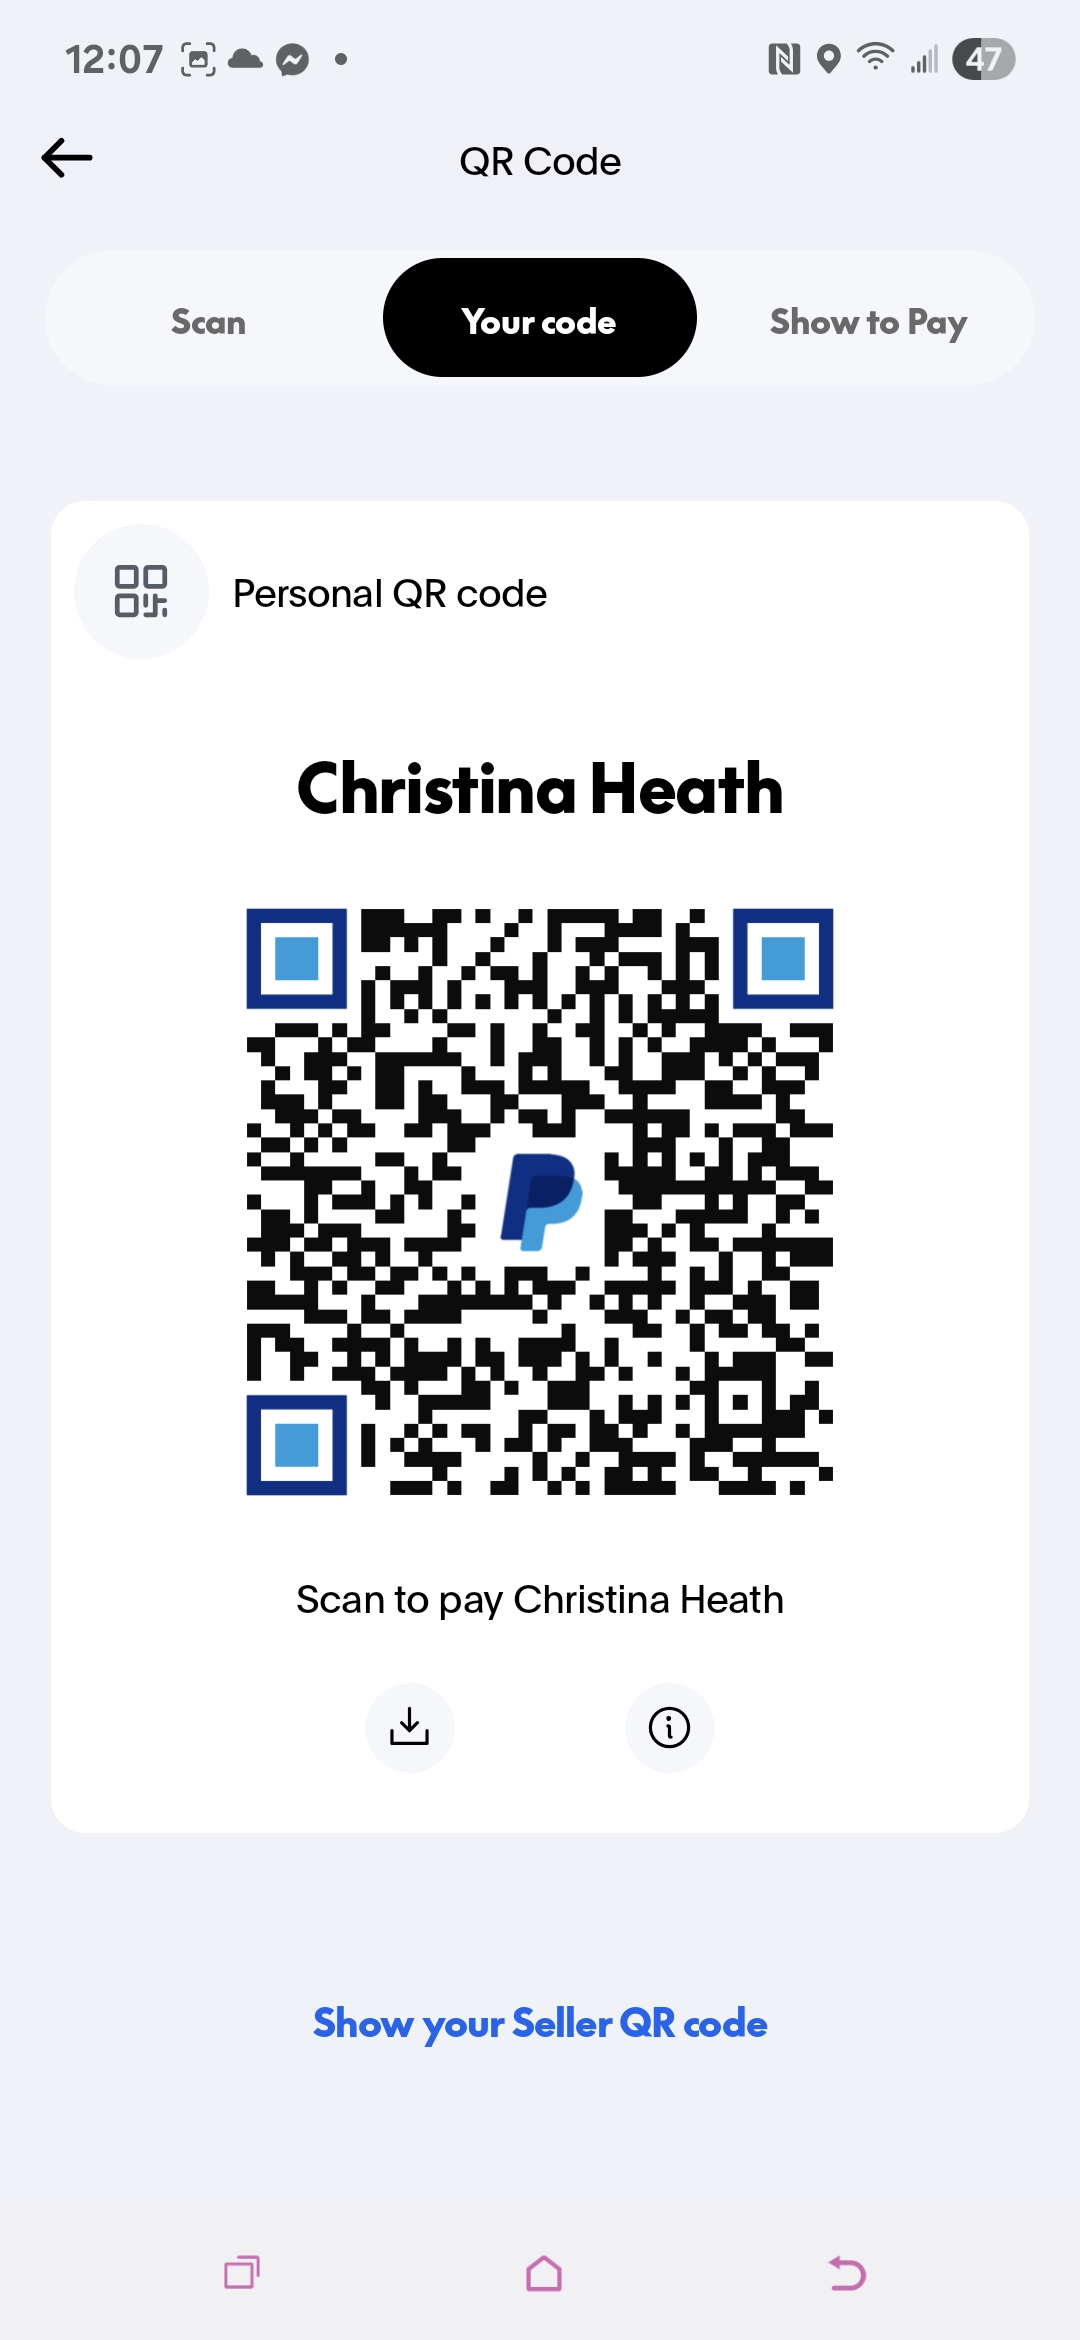 12:07
47
QR Code
Scan
Your code
Show to Pay
Personal QR code
Christina Heath
Scan to pay Christina Heath
Show your Seller QR code